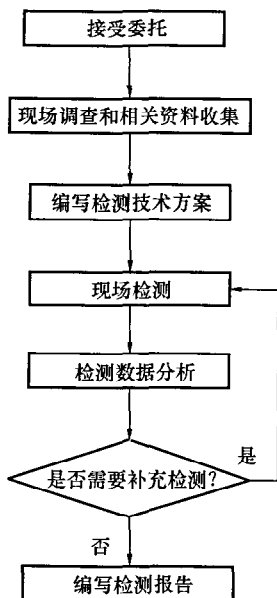 接受委托
现场调查和相关资料收集
编写检测技术方案
现场检测
检测数据分析
是否需要补充检测?
是
否
编写检测报告